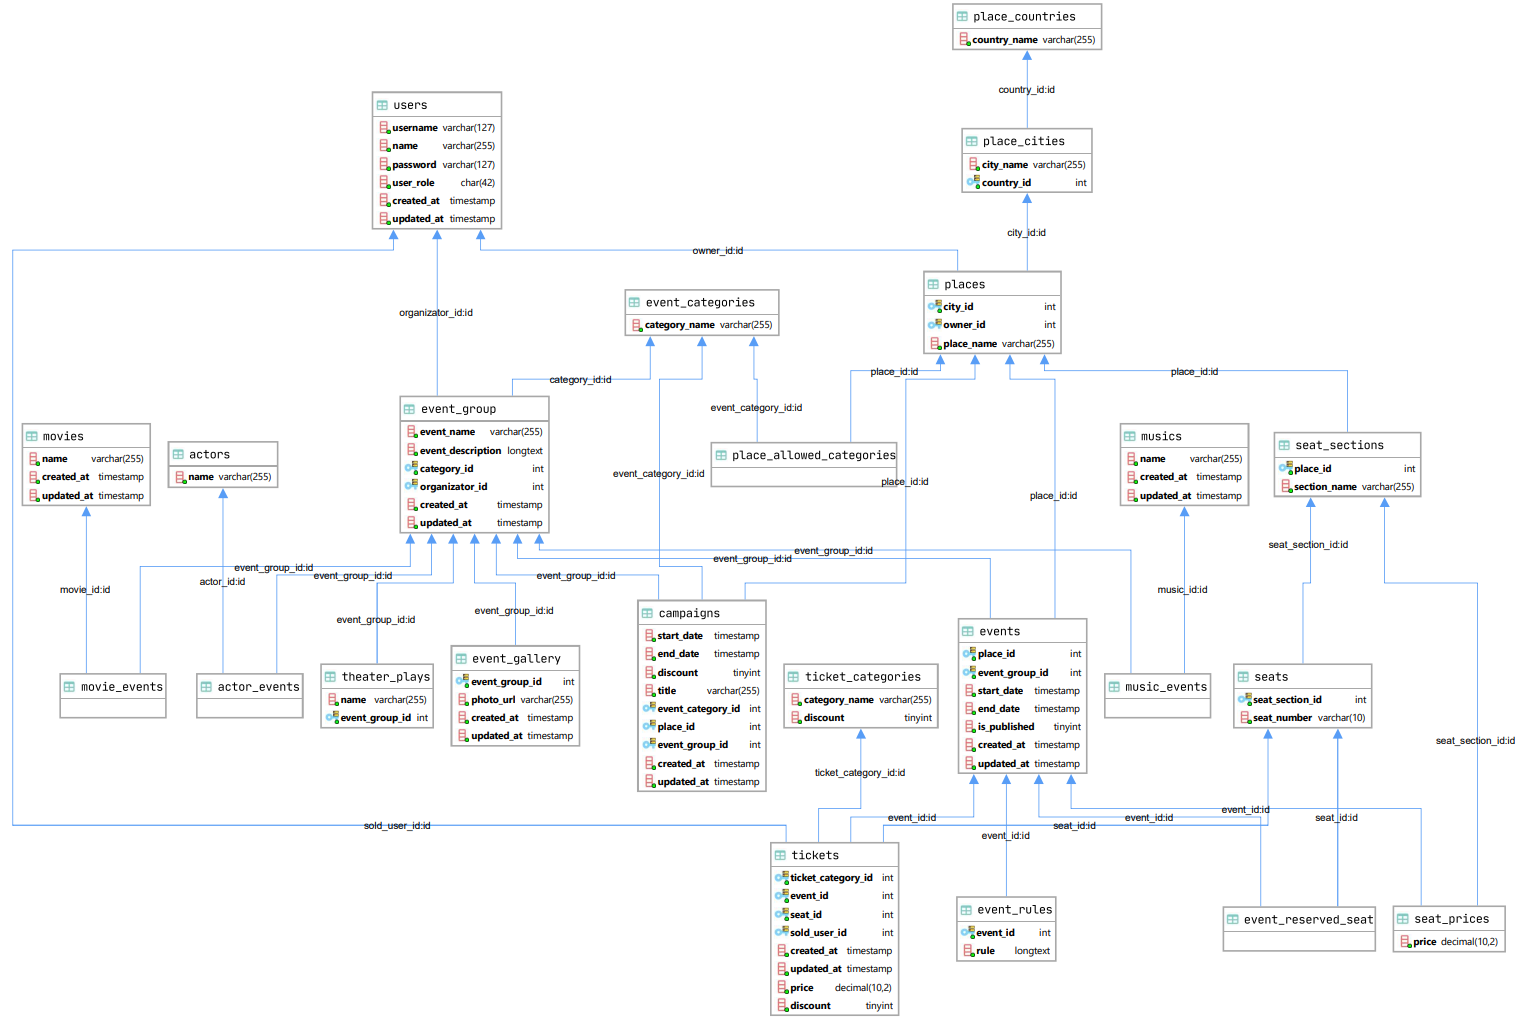 place_countries
country_name varchar(255)
country_id:id
users
username varchar(127)
name varchar(255)
password varchar(127)
user_role char(42)
created_at timestamp
updated_at timestamp
place_cities
city_name varchar(255)
country_id int
city_id:id
owner_id:id
places
city_id int
owner_id int
place_name varchar(255)
organizator_id:id
event_categories
category_name varchar(255)
category_id:id
place_id:id
place_id:id
event_category_id:id
event_group
event_name varchar(255)
event_description longtext
category_id int
organizator_id int
created_at timestamp
updated_at timestamp
movies
name varchar(255)
created_at timestamp
updated_at timestamp
actors
name varchar(255)
place_allowed_categories
event_category_id:id
place_id:id
place_id:id
musics
name varchar(255)
created_at timestamp
updated_at timestamp
seat_sections
place_id int
section_name varchar(255)
seat_section_id:id
event_group_id:id
event_group_id:id
event_group_id:id
event_group_id:id
event_group_id:id
movie_id:id
actor_id:id
music_id:id
event_group_id:id
event_group_id:id
movie_events
actor_events
theater_plays
name varchar(255)
event_group_id int
event_gallery
event_group_id int
photo_url varchar(255)
created_at timestamp
updated_at timestamp
campaigns
start_date timestamp
end_date timestamp
discount tinyint
title varchar(255)
event_category_id int
place_id int
event_group_id int
created_at timestamp
updated_at timestamp
ticket_categories
category_name varchar(255)
discount tinyint
events
place_id int
event_group_id int
start_date timestamp
end_date timestamp
is_published tinyint
created_at timestamp
updated_at timestamp
music_events
seats
seat_section_id int
seat_number varchar(10)
seat_section_id:id
ticket_category_id:id
sold_user_id:id
event_id:id
event_id:id
seat_id:id
event_id:id
event_id:id
seat_id:id
tickets
ticket_category_id int
event_id int
seat_id int
sold_user_id int
created_at timestamp
updated_at timestamp
price decimal(10,2)
discount tinyint
event_rules
event_id int
rule longtext
event_reserved_seat
seat_prices
price decimal(10,2)